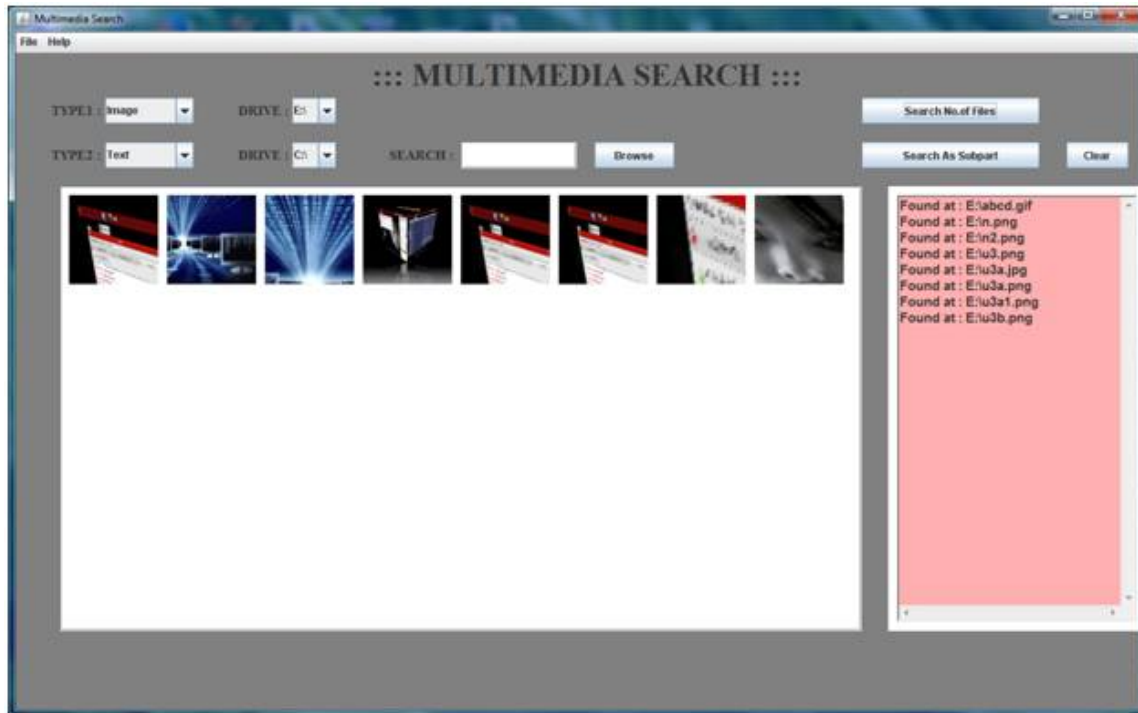 Multimedia Search
File Help
::: MULTIMEDIA SEARCH :::
TYPE1 : Image DRIVE : E:\ Search No.of Files
TYPE2 : Text DRIVE : C:\ SEARCH : Browse Search As Subpart Clear
Found at : E:\abcd.gif
Found at : E:\n.png
Found at : E:\n2.png
Found at : E:\u3.png
Found at : E:\u3a.jpg
Found at : E:\u3a.png
Found at : E:\u3a1.png
Found at : E:\u3b.png